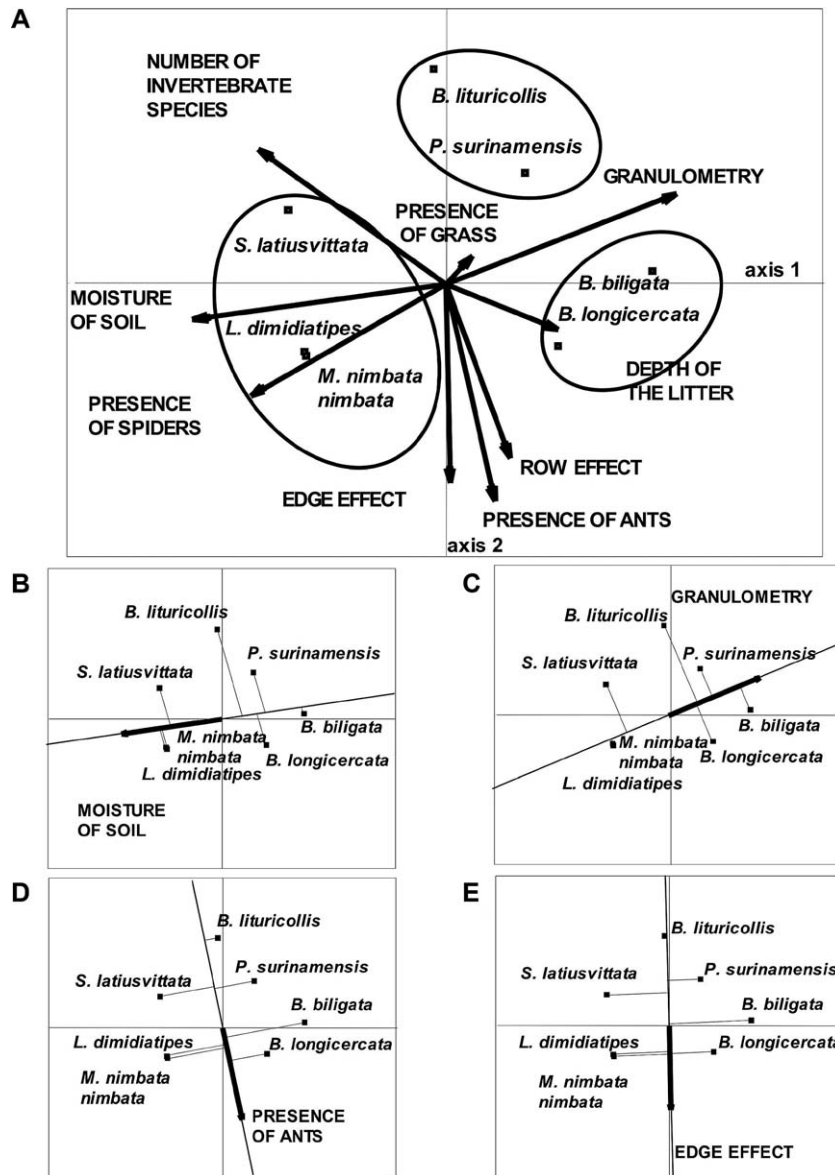 A
NUMBER OF
INVERTEBRATE
SPECIES
B. lituricollis
P. surinamensis
GRANULOMETRY
PRESENCE
OF GRASS
S. latiusvittata
axis 1
B. biligata
MOISTURE
OF SOIL
B. longicercata
L. dimidiatipes
M. nimbata
nimbata
DEPTH OF
THE LITTER
PRESENCE
OF SPIDERS
ROW EFFECT
EDGE EFFECT
PRESENCE OF ANTS
axis 2
B
B. lituricollis
P. surinamensis
S. latiusvittata
B. biligata
M. nimbata
nimbata
L. dimidiatipes
B. longicercata
MOISTURE
OF SOIL
C
GRANULOMETRY
B. lituricollis
P. surinamensis
S. latiusvittata
B. biligata
M. nimbata
nimbata
B. longicercata
L. dimidiatipes
D
B. lituricollis
P. surinamensis
S. latiusvittata
B. biligata
L. dimidiatipes
B. longicercata
M. nimbata
nimbata
PRESENCE
OF ANTS
E
B. lituricollis
P. surinamensis
S. latiusvittata
B. biligata
L. dimidiatipes
B. longicercata
M. nimbata
nimbata
EDGE EFFECT